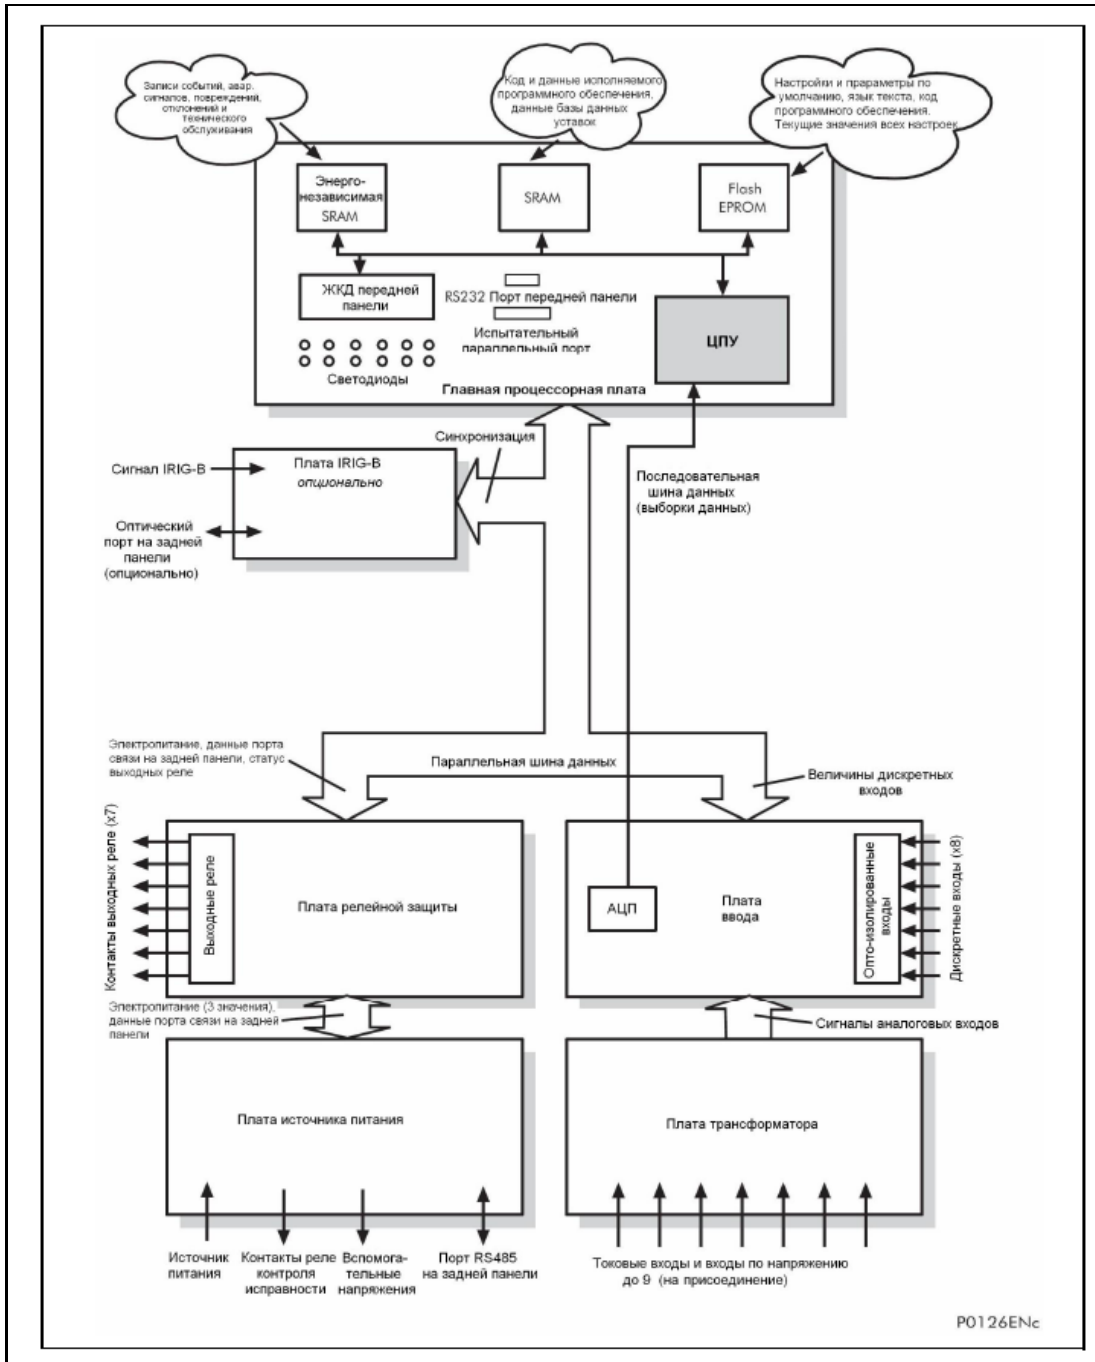 Записи событий, авар.
сигналов, повреждений,
отклонений и
технического
обслуживания
Код и данные исполняемого
программного обеспечения,
данные базы данных
уставок
Настройки и прараметры по
умолчанию, язык текста, код
программного обеспечения.
Текущие значения всех настроек
Энерго-
независимая
SRAM
SRAM
Flash
EPROM
ЖКД передней
панели
RS232 Порт передней панели
Испытательный
параллельный порт
ЦПУ
Светодиоды
Главная процессорная плата
Синхронизация
Сигнал IRIG-B
Плата IRIG-B
опционально
Оптический
порт на задней
панели
(опционально)
Последовательная
шина данных
(выборки данных)
Электропитание, данные порта
связи на задней панели, статус
выходных реле
Параллельная шина данных
Величины дискретных
входов
Контакты выходных реле (x7)
Выходные реле
Плата релейной защиты
АЦП
Плата
ввода
Опто-изолированные
входы
Дискретные входы (x8)
Электропитание (3 значения),
данные порта связи на задней
панели
Сигналы аналоговых входов
Плата источника питания
Плата трансформатора
Источник
питания
Контакты реле
контроля
исправности
Вспомога-
тельные
напряжения
Порт RS485
на задней панели
Токовые входы и входы по напряжению
до 9 (на присоединение)
P0126ENc